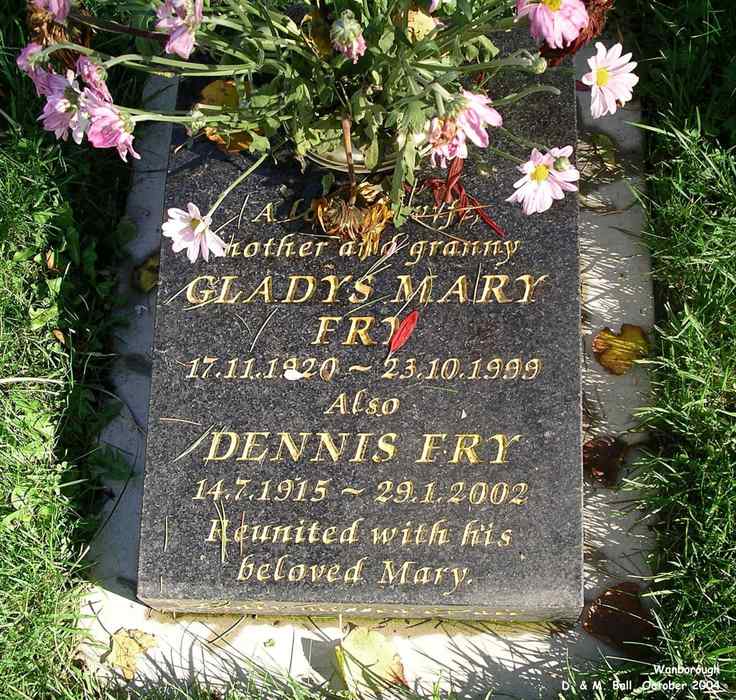 A wife,
mother and granny
GLADYS MARY
FRY
17.11.1920 ~ 23.10.1999
Also
DENNIS FRY
14.7.1915 ~ 29.1.2002
Reunited with his
beloved Mary.
Wanborough
D. & M. Ball October 2004